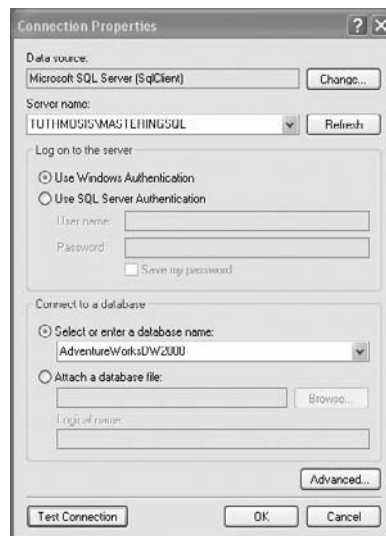 Connection Properties
Data source:
Microsoft SQL Server (SqlClient)
Change...
Server name:
TUTHMOSIS\MASTERINGSQL
Refresh
Log on to the server
Use Windows Authentication
Use SQL Server Authentication
User name:
Password:
Save my password
Connect to a database
Select or enter a database name:
AdventureWorksDW2008
Attach a database file:
Browse...
Logical name:
Advanced...
Test Connection
OK
Cancel